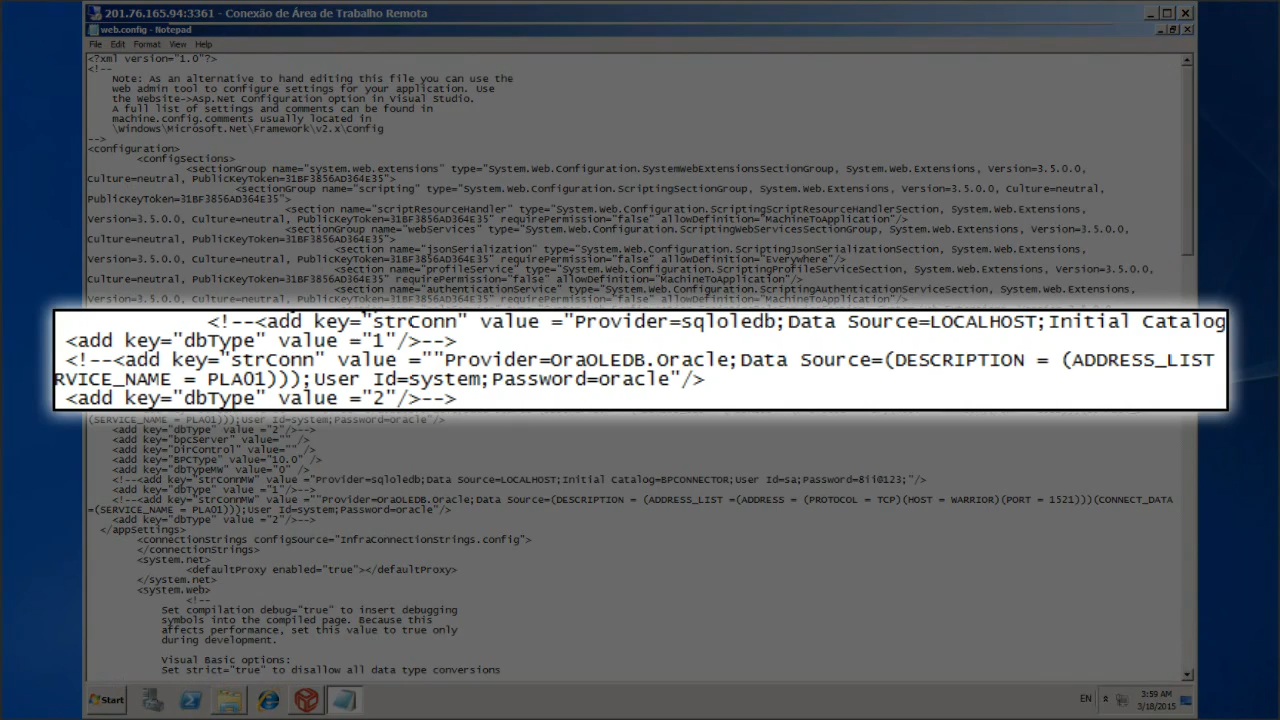 201.76.165.94:3361 - Conexão de Área de Trabalho Remota
web.config - Notepad
File Edit Format View Help
<?xml version="1.0"?>
<!--
Note: As an alternative to hand editing this file you can use the
web admin tool to configure settings for your application. Use
the Website->Asp.Net Configuration option in Visual Studio.
A full list of settings and comments can be found in
machine.config.comments usually located in
\Windows\Microsoft.Net\Framework\v2.x\Config
-->
<configuration>
<configSections>
<sectionGroup name="system.web.extensions" type="System.Web.Configuration.SystemWebExtensionsSectionGroup, System.Web.Extensions, Version=3.5.0.0,
Culture=neutral, PublicKeyToken=31BF3856AD364E35">
<sectionGroup name="scripting" type="System.Web.Configuration.ScriptingSectionGroup, System.Web.Extensions, Version=3.5.0.0, Culture=neutral,
PublicKeyToken=31BF3856AD364E35">
<section name="scriptResourceHandler" type="System.Web.Configuration.ScriptingScriptResourceHandlerSection, System.Web.Extensions,
Version=3.5.0.0, Culture=neutral, PublicKeyToken=31BF3856AD364E35" requirePermission="false" allowDefinition="MachineToApplication"/>
<sectionGroup name="webServices" type="System.Web.Configuration.ScriptingWebServicesSectionGroup, System.Web.Extensions, Version=3.5.0.0,
Culture=neutral, PublicKeyToken=31BF3856AD364E35">
<section name="jsonSerialization" type="System.Web.Configuration.ScriptingJsonSerializationSection, System.Web.Extensions,
Version=3.5.0.0, Culture=neutral, PublicKeyToken=31BF3856AD364E35" requirePermission="false" allowDefinition="Everywhere"/>
<section name="profileService" type="System.Web.Configuration.ScriptingProfileServiceSection, System.Web.Extensions, Version=3.5.0.0,
Culture=neutral, PublicKeyToken=31BF3856AD364E35" requirePermission="false" allowDefinition="MachineToApplication"/>
<section name="authenticationService" type="System.Web.Configuration.ScriptingAuthenticationServiceSection, System.Web.Extensions,
Version=3.5.0.0, Culture=neutral, PublicKeyToken=31BF3856AD364E35" requirePermission="false" allowDefinition="MachineToApplication"/>
<!--<add key="strConn" value ="Provider=sqloledb;Data Source=LOCALHOST;Initial Catalog
<add key="dbType" value ="1"/>-->
<!--<add key="strConn" value =""Provider=OraOLEDB.Oracle;Data Source=(DESCRIPTION = (ADDRESS_LIST
RVICE_NAME = PLA01)));User Id=system;Password=oracle"/>
<add key="dbType" value ="2"/>-->
(SERVICE_NAME = PLA01)));User Id=system;Password=oracle"/>
<add key="dbType" value ="2"/>-->
<add key="bpcServer" value="" />
<add key="DirControl" value="" />
<add key="BPCType" value="10.0" />
<add key="dbTypeMW" value="0" />
<!--<add key="strConnMW" value ="Provider=sqloledb;Data Source=LOCALHOST;Initial Catalog=BPCONNECTOR;User Id=sa;Password=8ii0123;"/>
<add key="dbType" value ="1"/>-->
<!--<add key="strConnMW" value =""Provider=OraOLEDB.Oracle;Data Source=(DESCRIPTION = (ADDRESS_LIST =(ADDRESS = (PROTOCOL = TCP)(HOST = WARRIOR)(PORT = 1521)))(CONNECT_DATA
=(SERVICE_NAME = PLA01)));User Id=system;Password=oracle"/>
<add key="dbType" value ="2"/>-->
</appSettings>
<connectionStrings configSource="InfraConnectionStrings.config">
</connectionStrings>
<system.net>
<defaultProxy enabled="true"></defaultProxy>
</system.net>
<system.web>
<!--
Set compilation debug="true" to insert debugging
symbols into the compiled page. Because this
affects performance, set this value to true only
during development.
Visual Basic options:
Set strict="true" to disallow all data type conversions
Start
EN
3:59 AM
3/18/2015